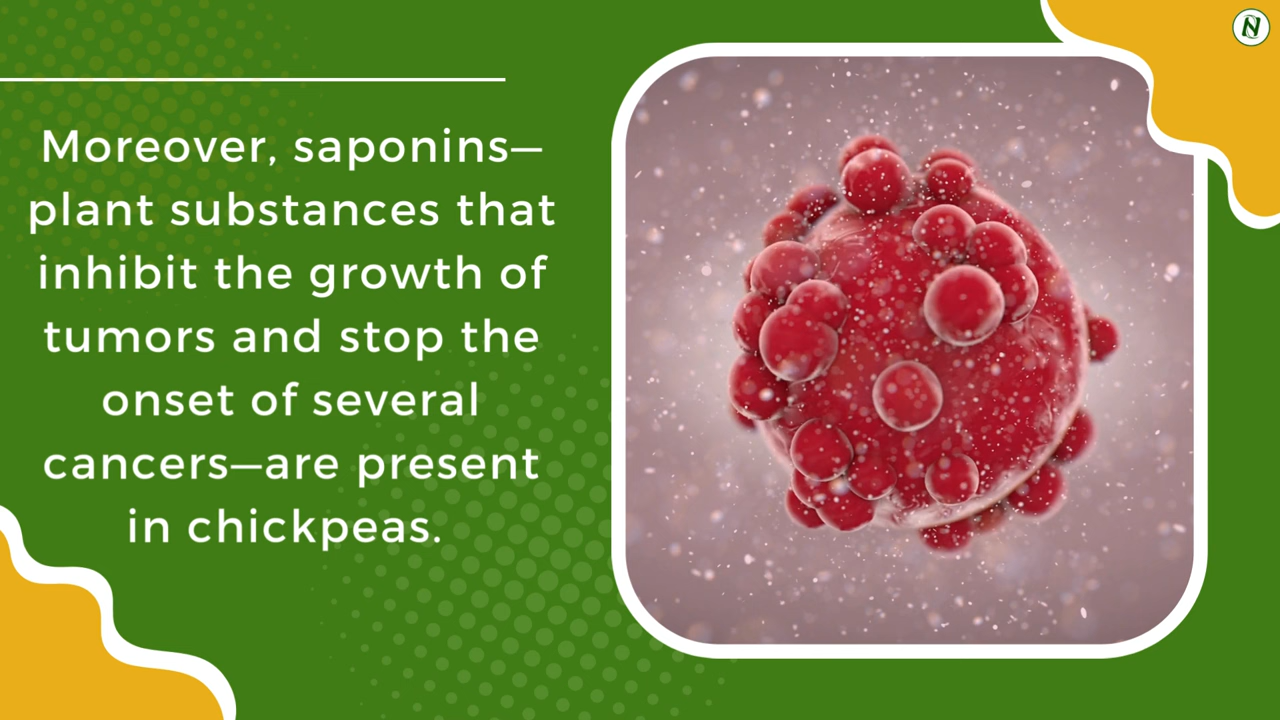 Moreover, saponins—
plant substances that
inhibit the growth of
tumors and stop the
onset of several
cancers—are present
in chickpeas.
N